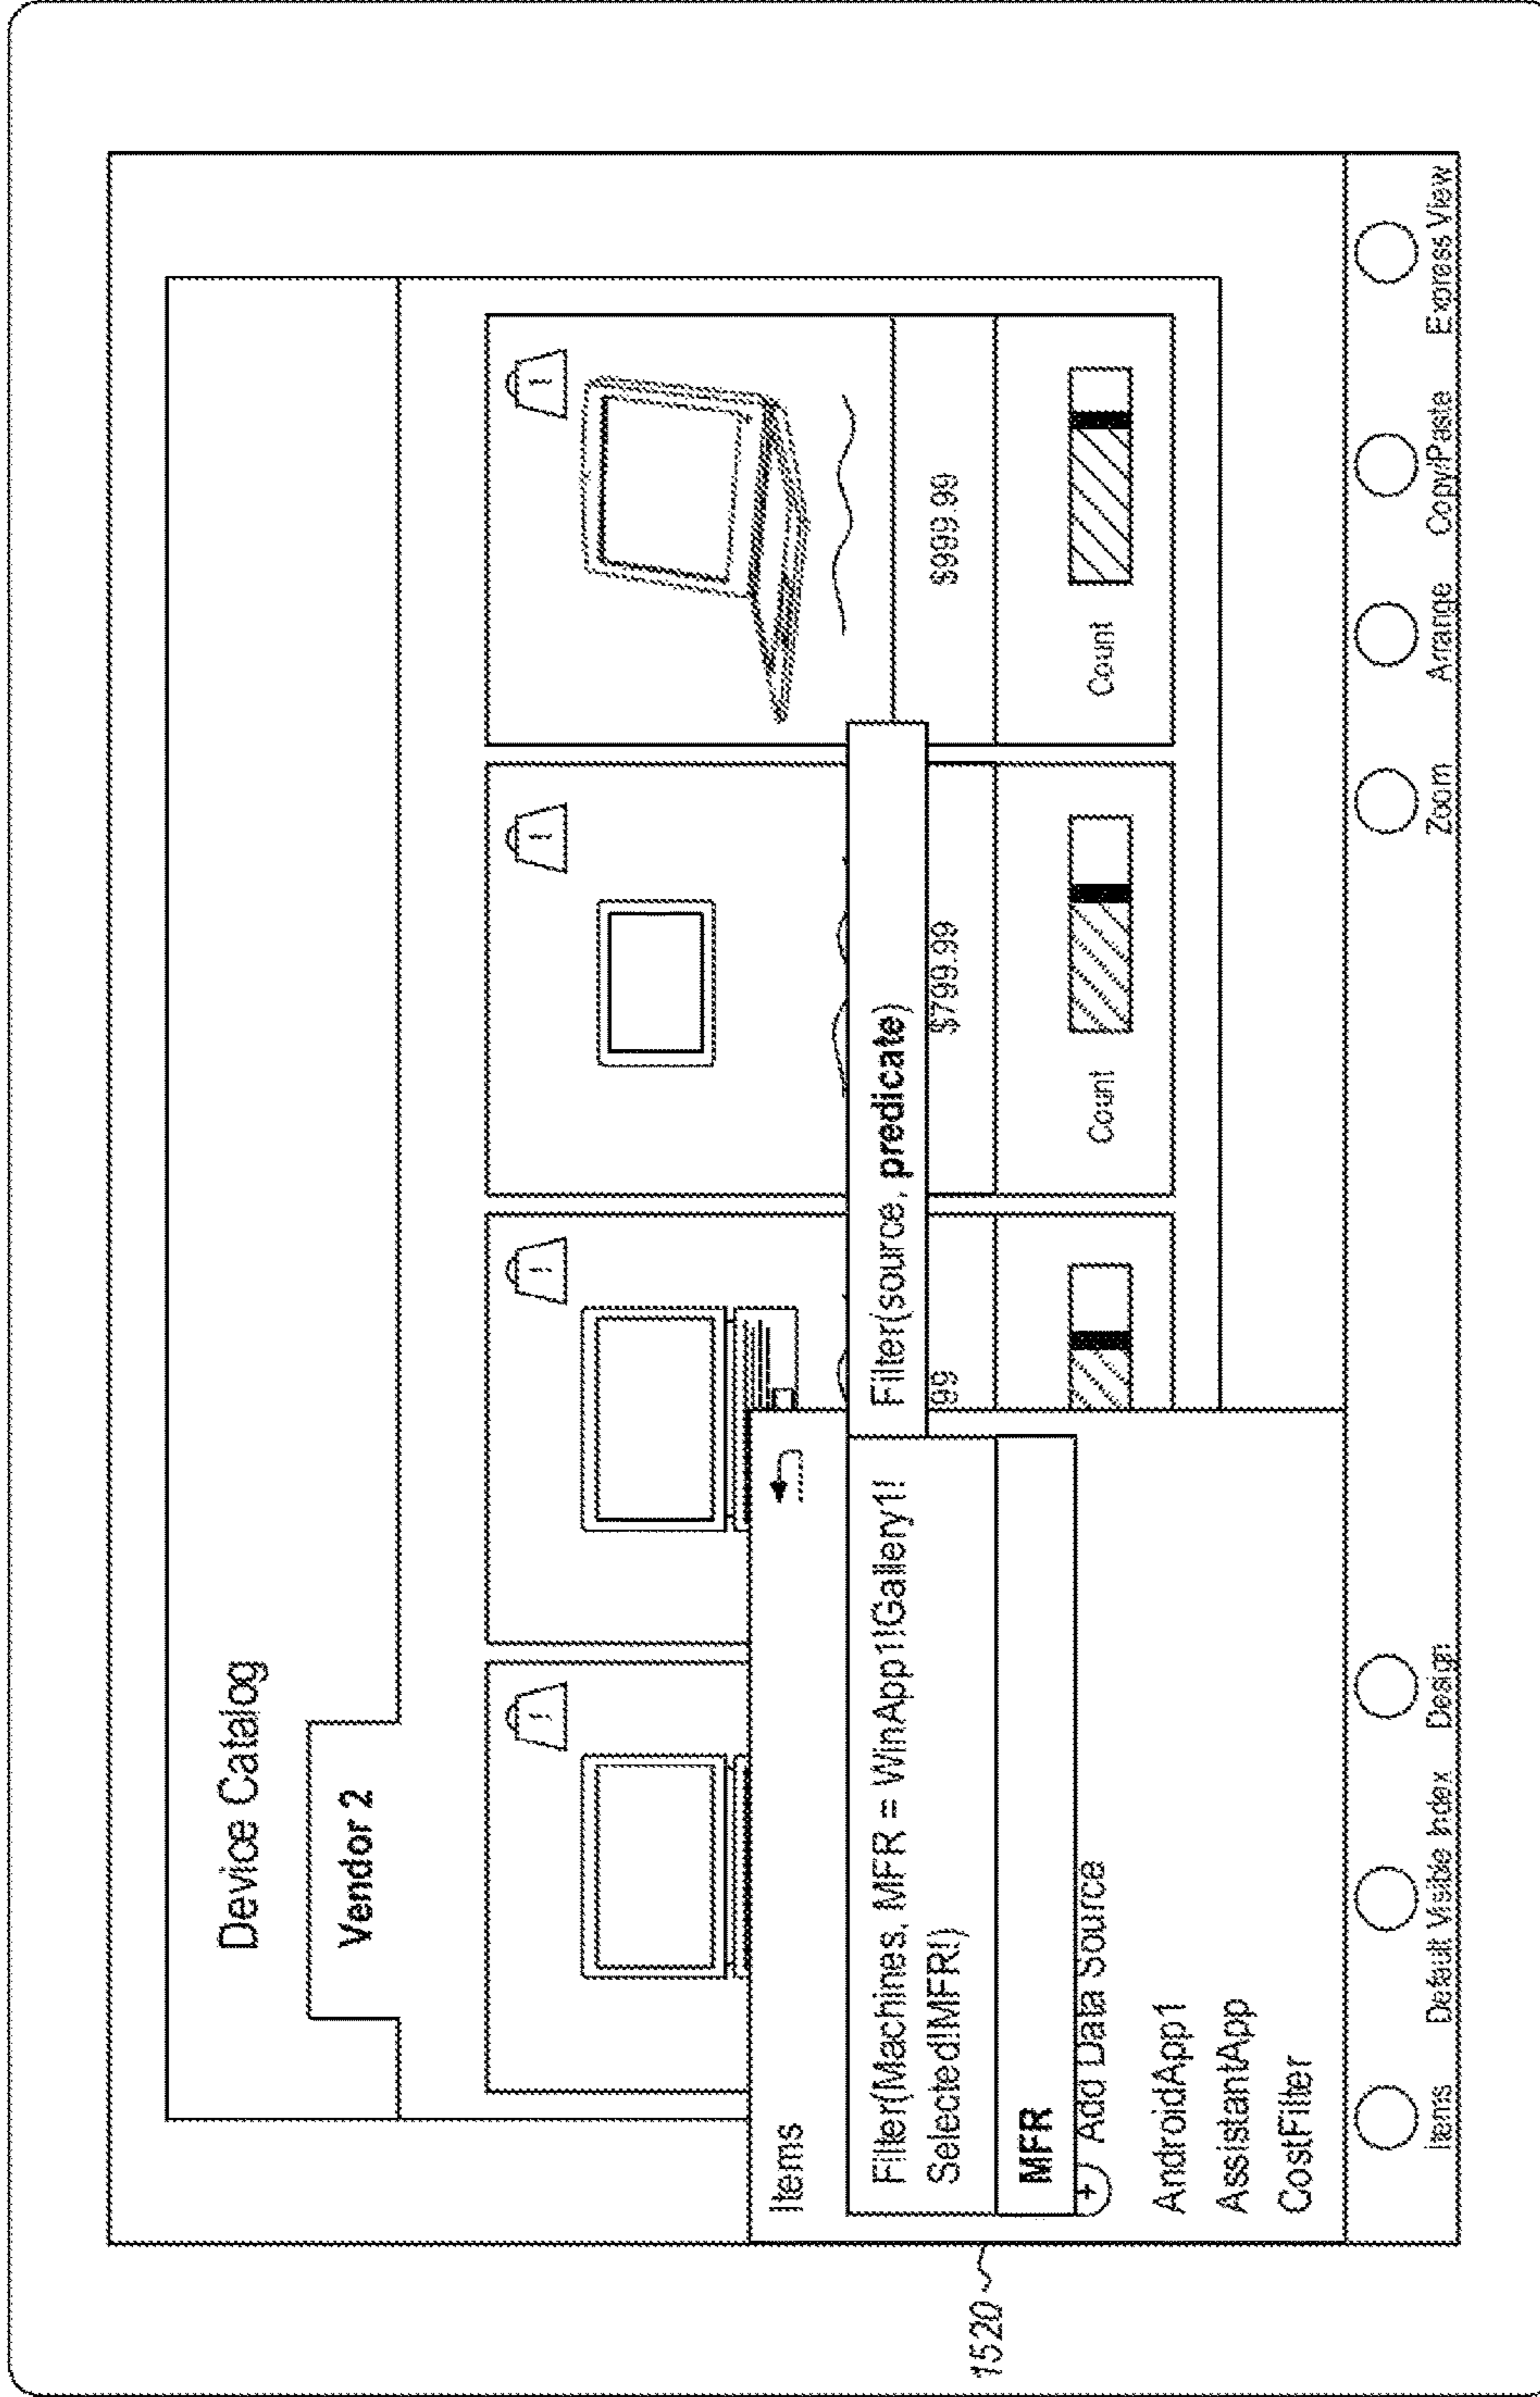 Device Catalog
Vendor 2
!
!
!
!
Items
Filter(source, predicate)
Filter(Machines, MFR = WinApp1!Gallery1!
Selected!MFR!)
99
$799.99
$999.99
MFR
Count
Count
+ Add Data Source
AndroidApp1
AssistantApp
CostFilter
Items Default Visible Index Design Zoom Arrange Copy/Paste Express View
1520